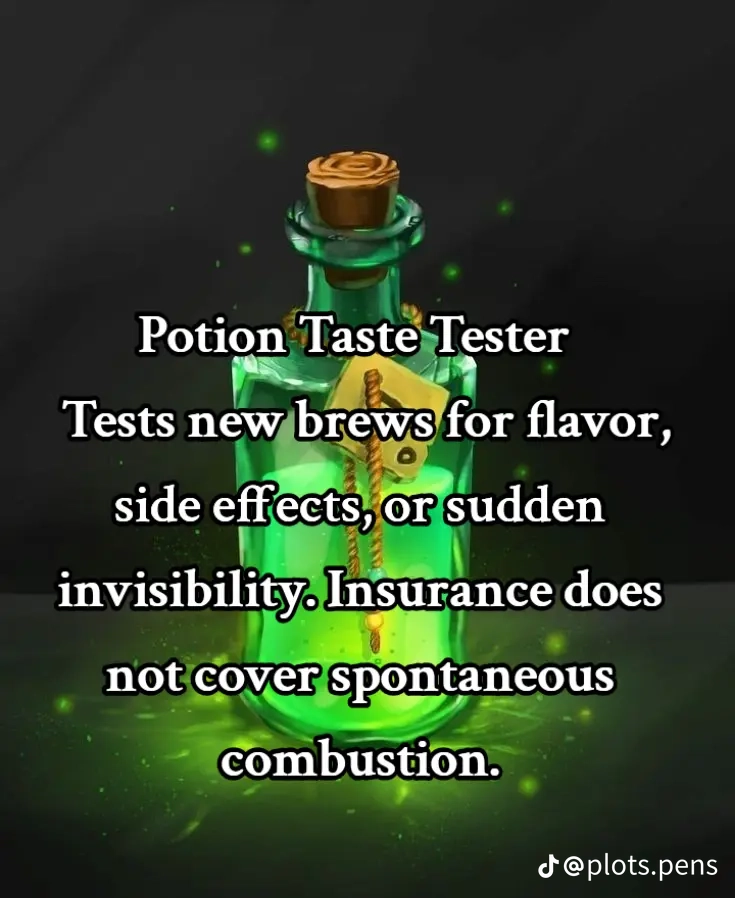 Potion Taste Tester
Tests new brews for flavor,
side effects, or sudden
invisibility. Insurance does
not cover spontaneous
combustion.
@plots.pens